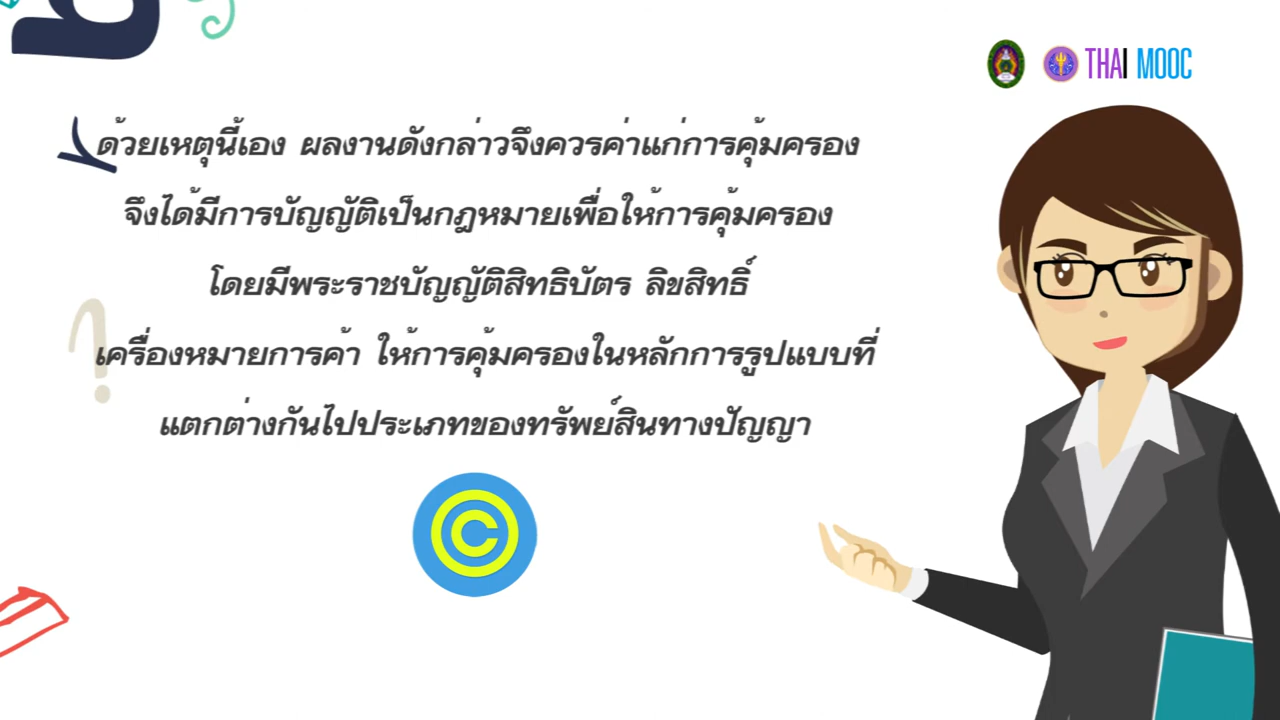 THAI MOOC
ด้วยเหตุนี้เอง ผลงานดังกล่าวจึงควรค่าแก่การคุ้มครอง
จึงได้มีการบัญญัติเป็นกฎหมายเพื่อให้การคุ้มครอง
โดยมีพระราชบัญญัติสิทธิบัตร ลิขสิทธิ์
เครื่องหมายการค้า ให้การคุ้มครองในหลักการรูปแบบที่
แตกต่างกันไปประเภทของทรัพย์สินทางปัญญา